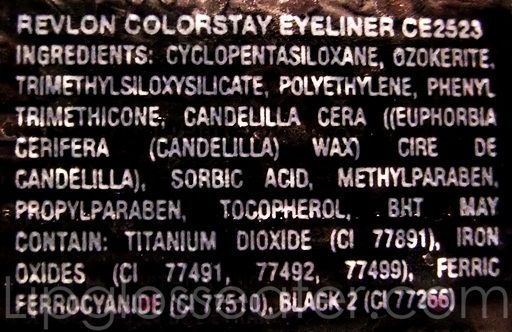 REVLON COLORSTAY EYELINER CE2523
INGREDIENTS: CYCLOPENTASILOXANE, OZOKERITE,
TRIMETHYLSILOXYSILICATE, POLYETHYLENE, PHENYL
TRIMETHICONE, CANDELILLA CERA ((EUPHORBIA
CERIFERA (CANDELILLA) WAX) CIRE DE
CANDELILLA), SORBIC ACID, METHYLPARABEN,
PROPYLPARABEN, TOCOPHEROL, BHT MAY
CONTAIN: TITANIUM DIOXIDE (CI 77891), IRON
OXIDES (CI 77491, 77492, 77499), FERRIC
FERROCYANIDE (CI 77510), BLACK 2 (CI 77266)
Lipglosseater.com